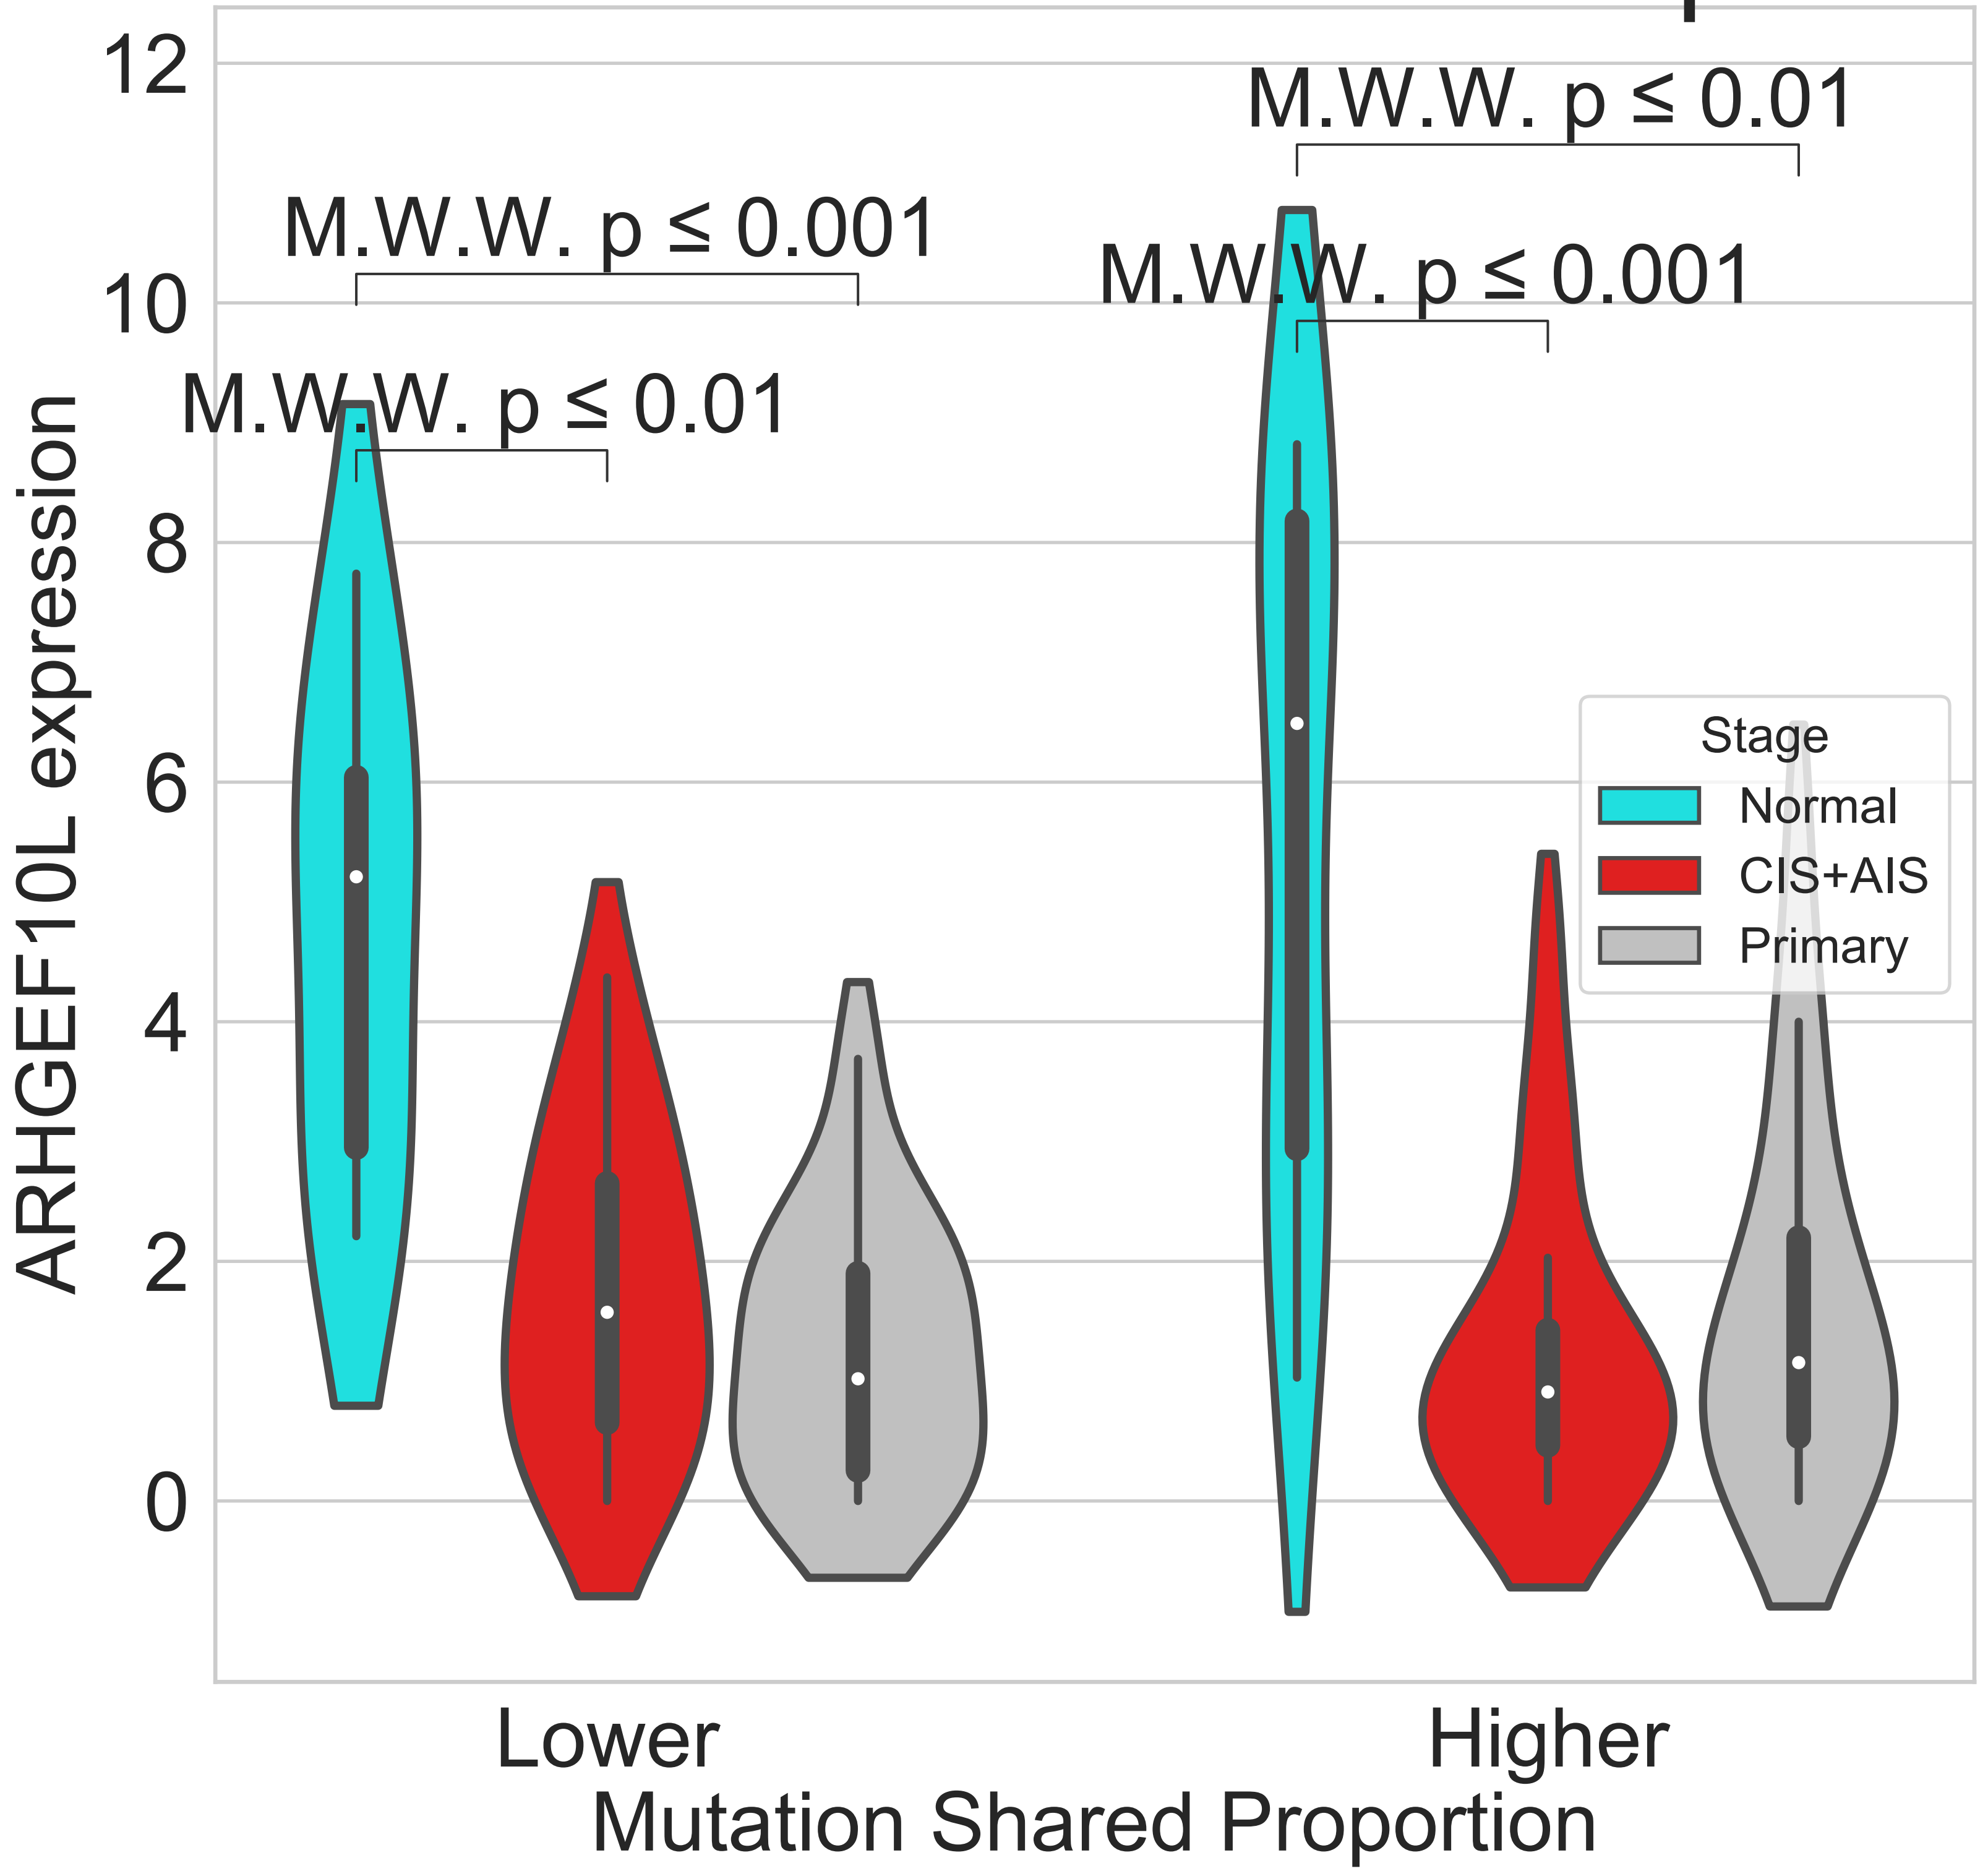 12
10
8
6
4
2
0
ARHGEF10L expression
M.W.W. p ≤ 0.01
M.W.W. p ≤ 0.001
M.W.W. p ≤ 0.001
M.W.W. p ≤ 0.01
Stage
Normal
CIS+AIS
Primary
Lower
Higher
Mutation Shared Proportion